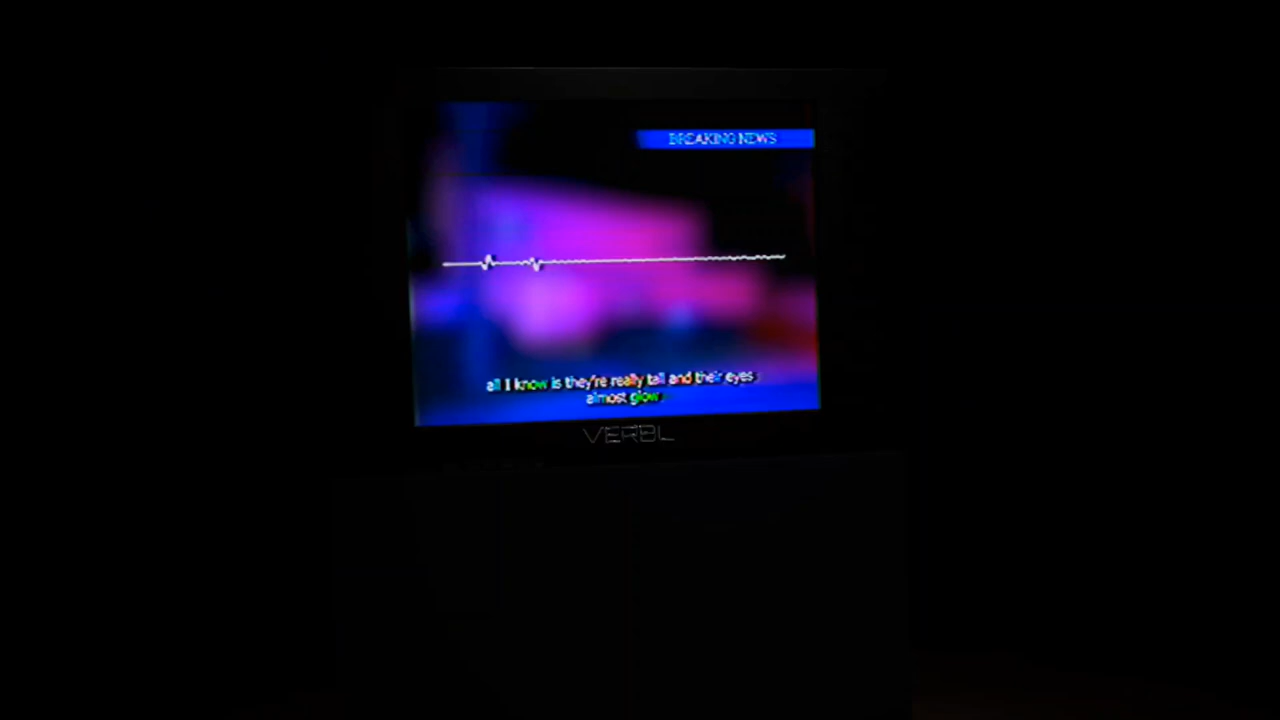 BREAKING NEWS
all I know is they're really tall and their eyes
almost glow
VERBL